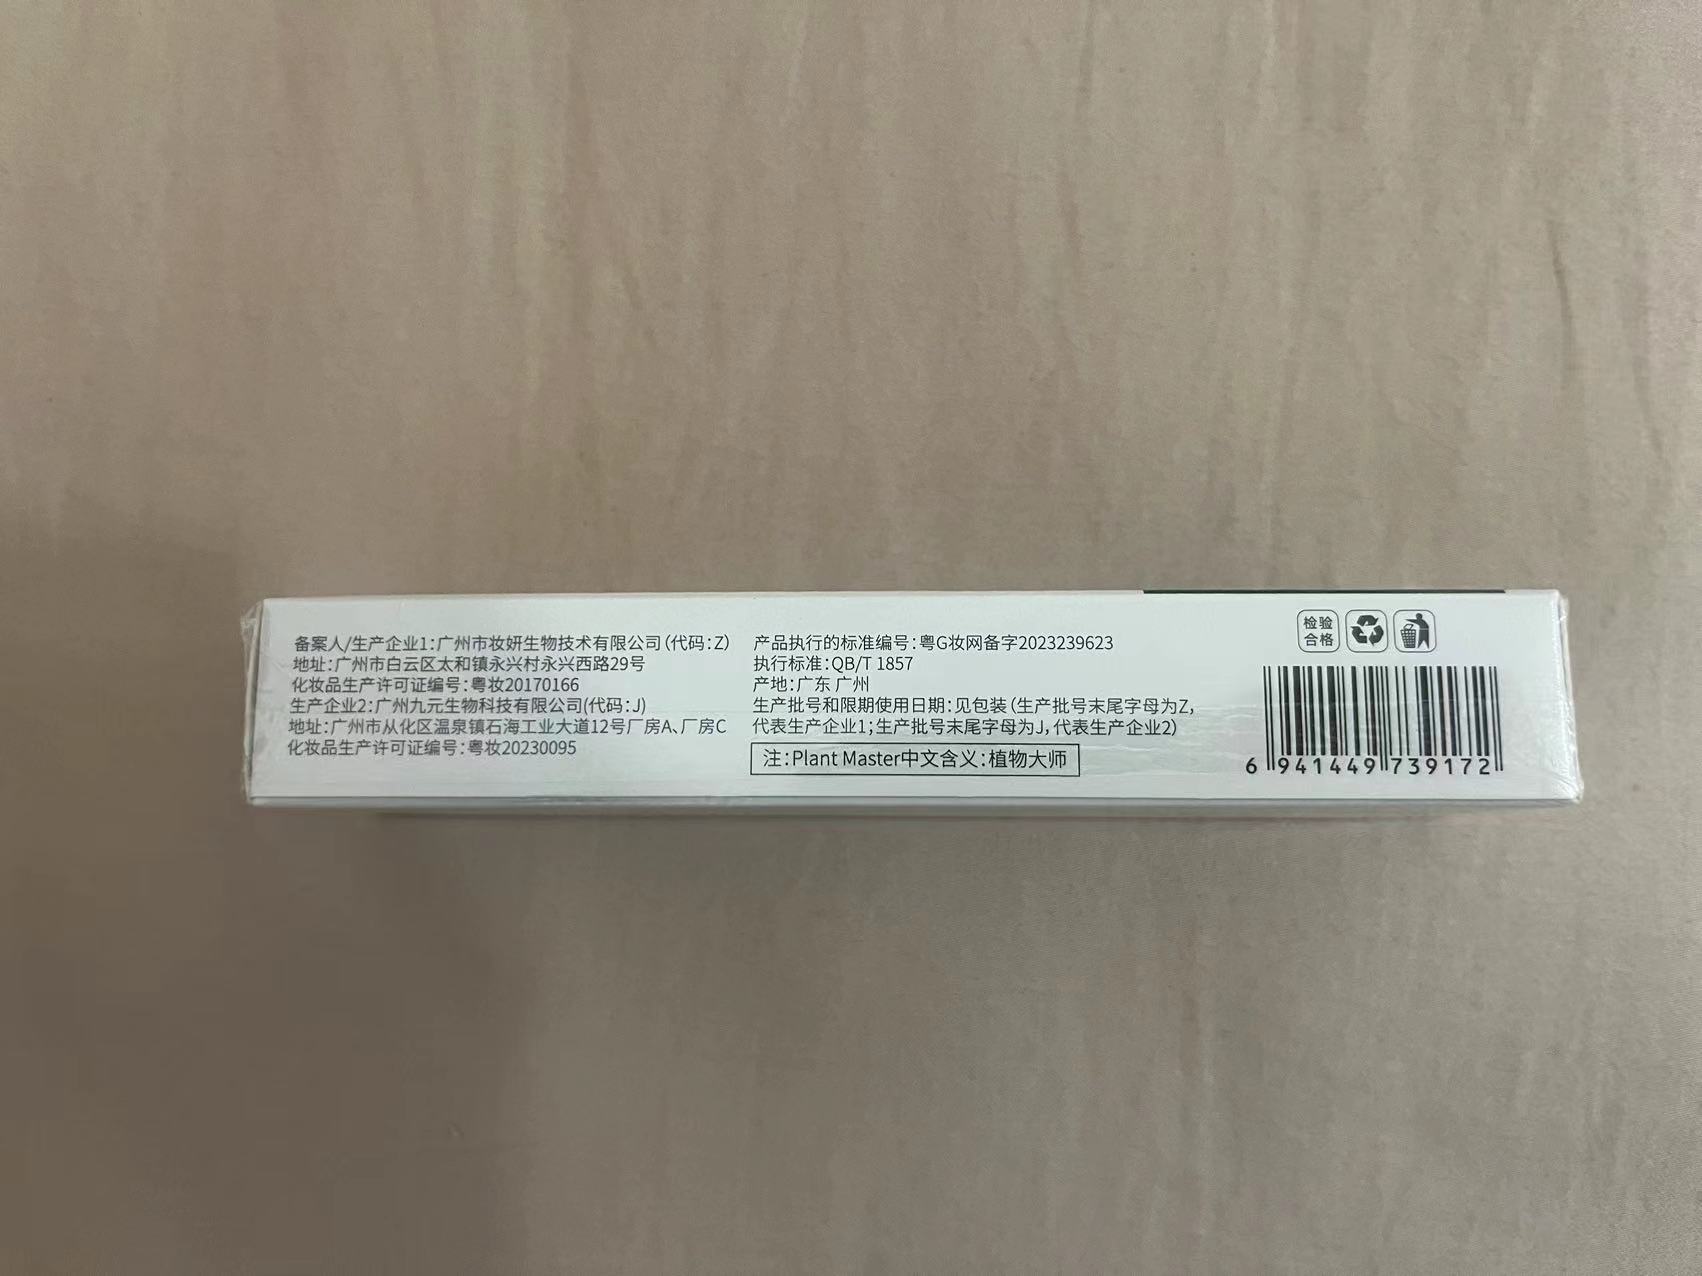 备案人/生产企业1:广州市妆妍生物技术有限公司(代码:Z)
地址:广州市白云区太和镇永兴村永兴西路29号
化妆品生产许可证编号:粤妆20170166
生产企业2:广州九元生物科技有限公司(代码:J)
地址:广州市从化区温泉镇石海工业大道12号厂房A、厂房C
化妆品生产许可证编号:粤妆20230095
产品执行的标准编号:粤G妆网备字2023239623
执行标准:QB/T 1857
产地:广东 广州
生产批号和限期使用日期:见包装(生产批号末尾字母为Z,
代表生产企业1;生产批号末尾字母为J,代表生产企业2)
注:Plant Master中文含义:植物大师
检验
合格
6 941449 739172